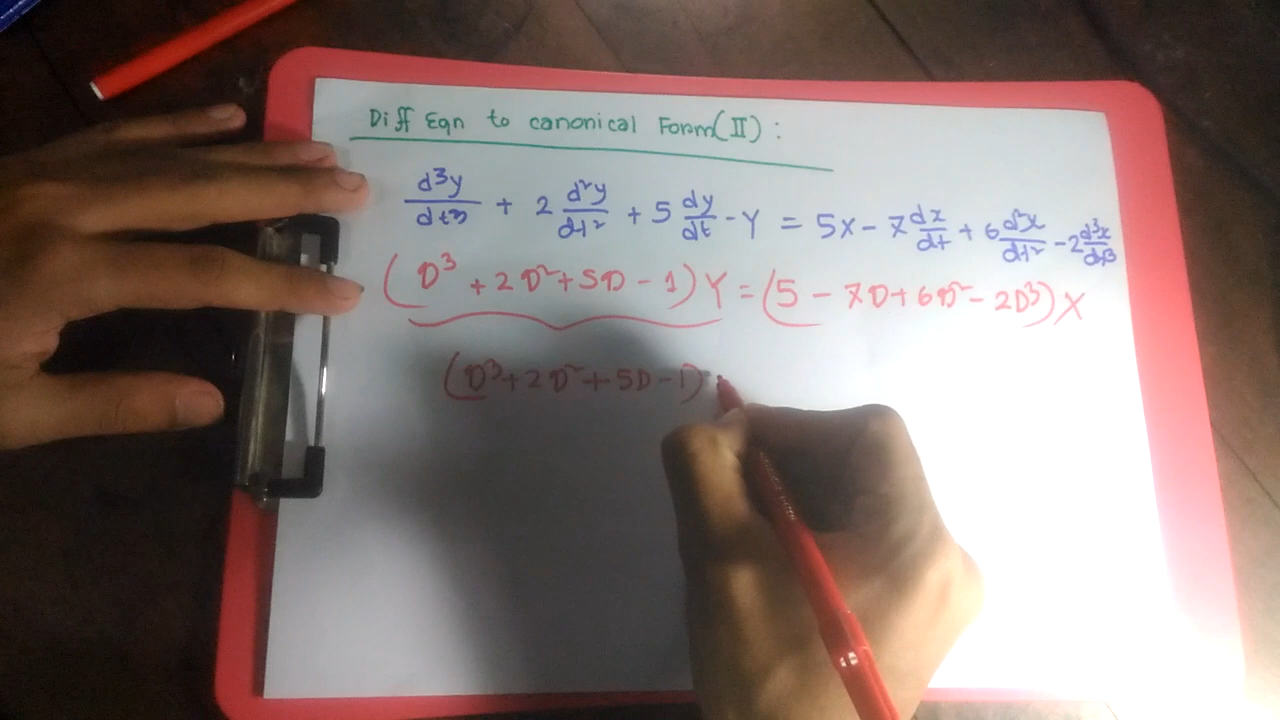 Diff Eqn to canonical Form(II) :
d³y/dt³ + 2 d²y/dt² + 5 dy/dt - Y = 5X - 7 dx/dt + 6 d²x/dt² - 2 d³x/dt³
(D³ + 2D² + 5D - 1) Y = (5 - 7D + 6D² - 2D³) X
(D³ + 2D² + 5D - 1)